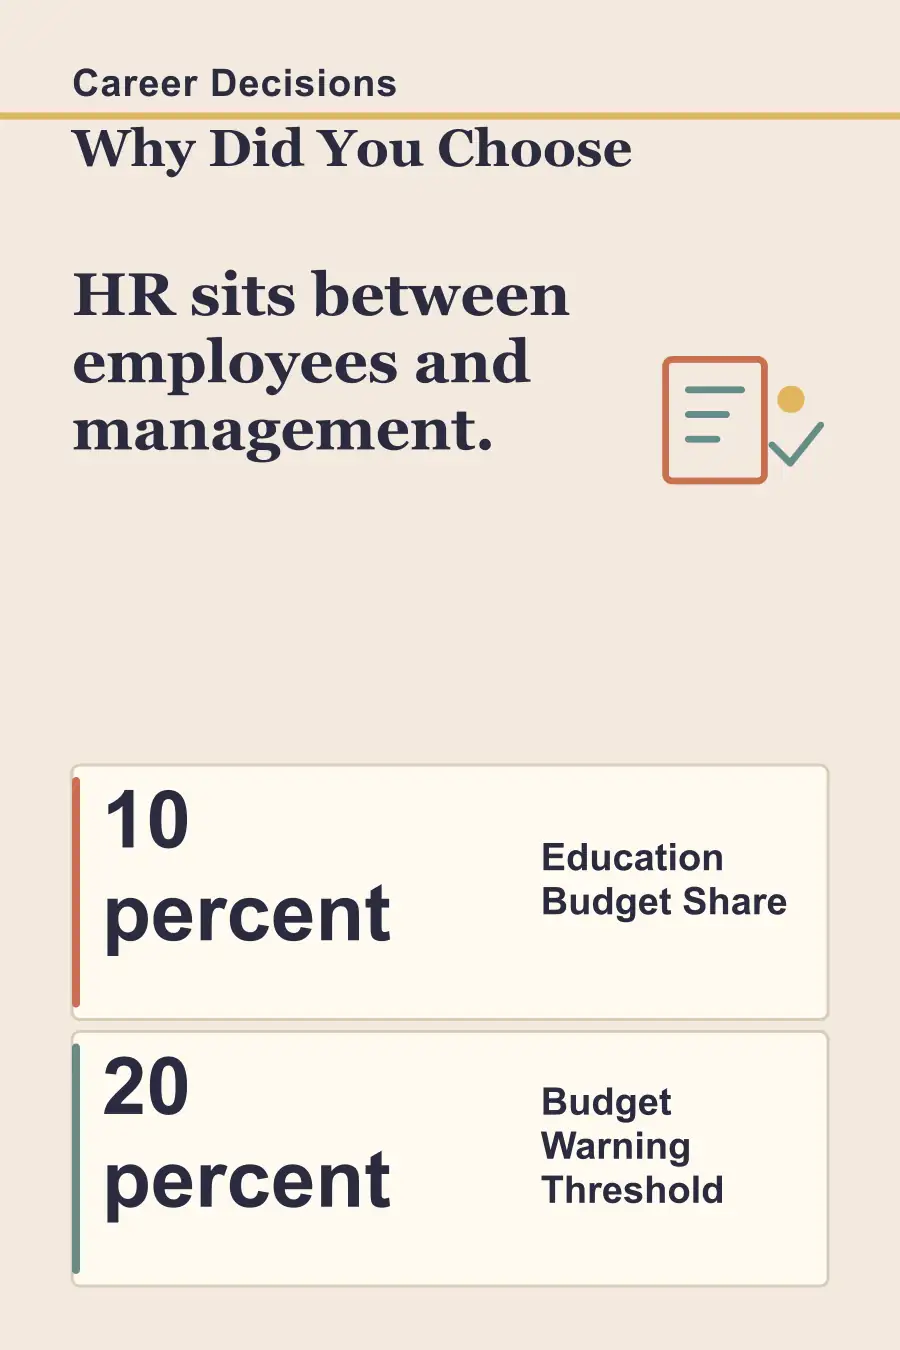 Career Decisions
Why Did You Choose
HR sits between
employees and
management.
10
percent
Education
Budget Share
20
percent
Budget
Warning
Threshold